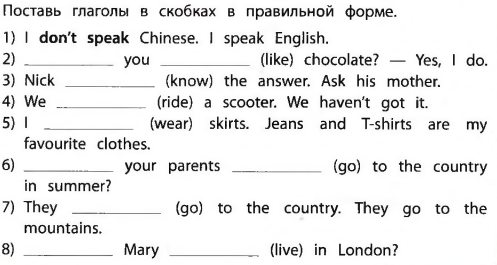 Поставь глаголы в скобках в правильной форме.
1) I don't speak Chinese. I speak English.
2) __________ you __________ (like) chocolate? — Yes, I do.
3) Nick __________ (know) the answer. Ask his mother.
4) We __________ (ride) a scooter. We haven't got it.
5) I __________ (wear) skirts. Jeans and T-shirts are my
favourite clothes.
6) __________ your parents __________ (go) to the country
in summer?
7) They __________ (go) to the country. They go to the
mountains.
8) __________ Mary __________ (live) in London?